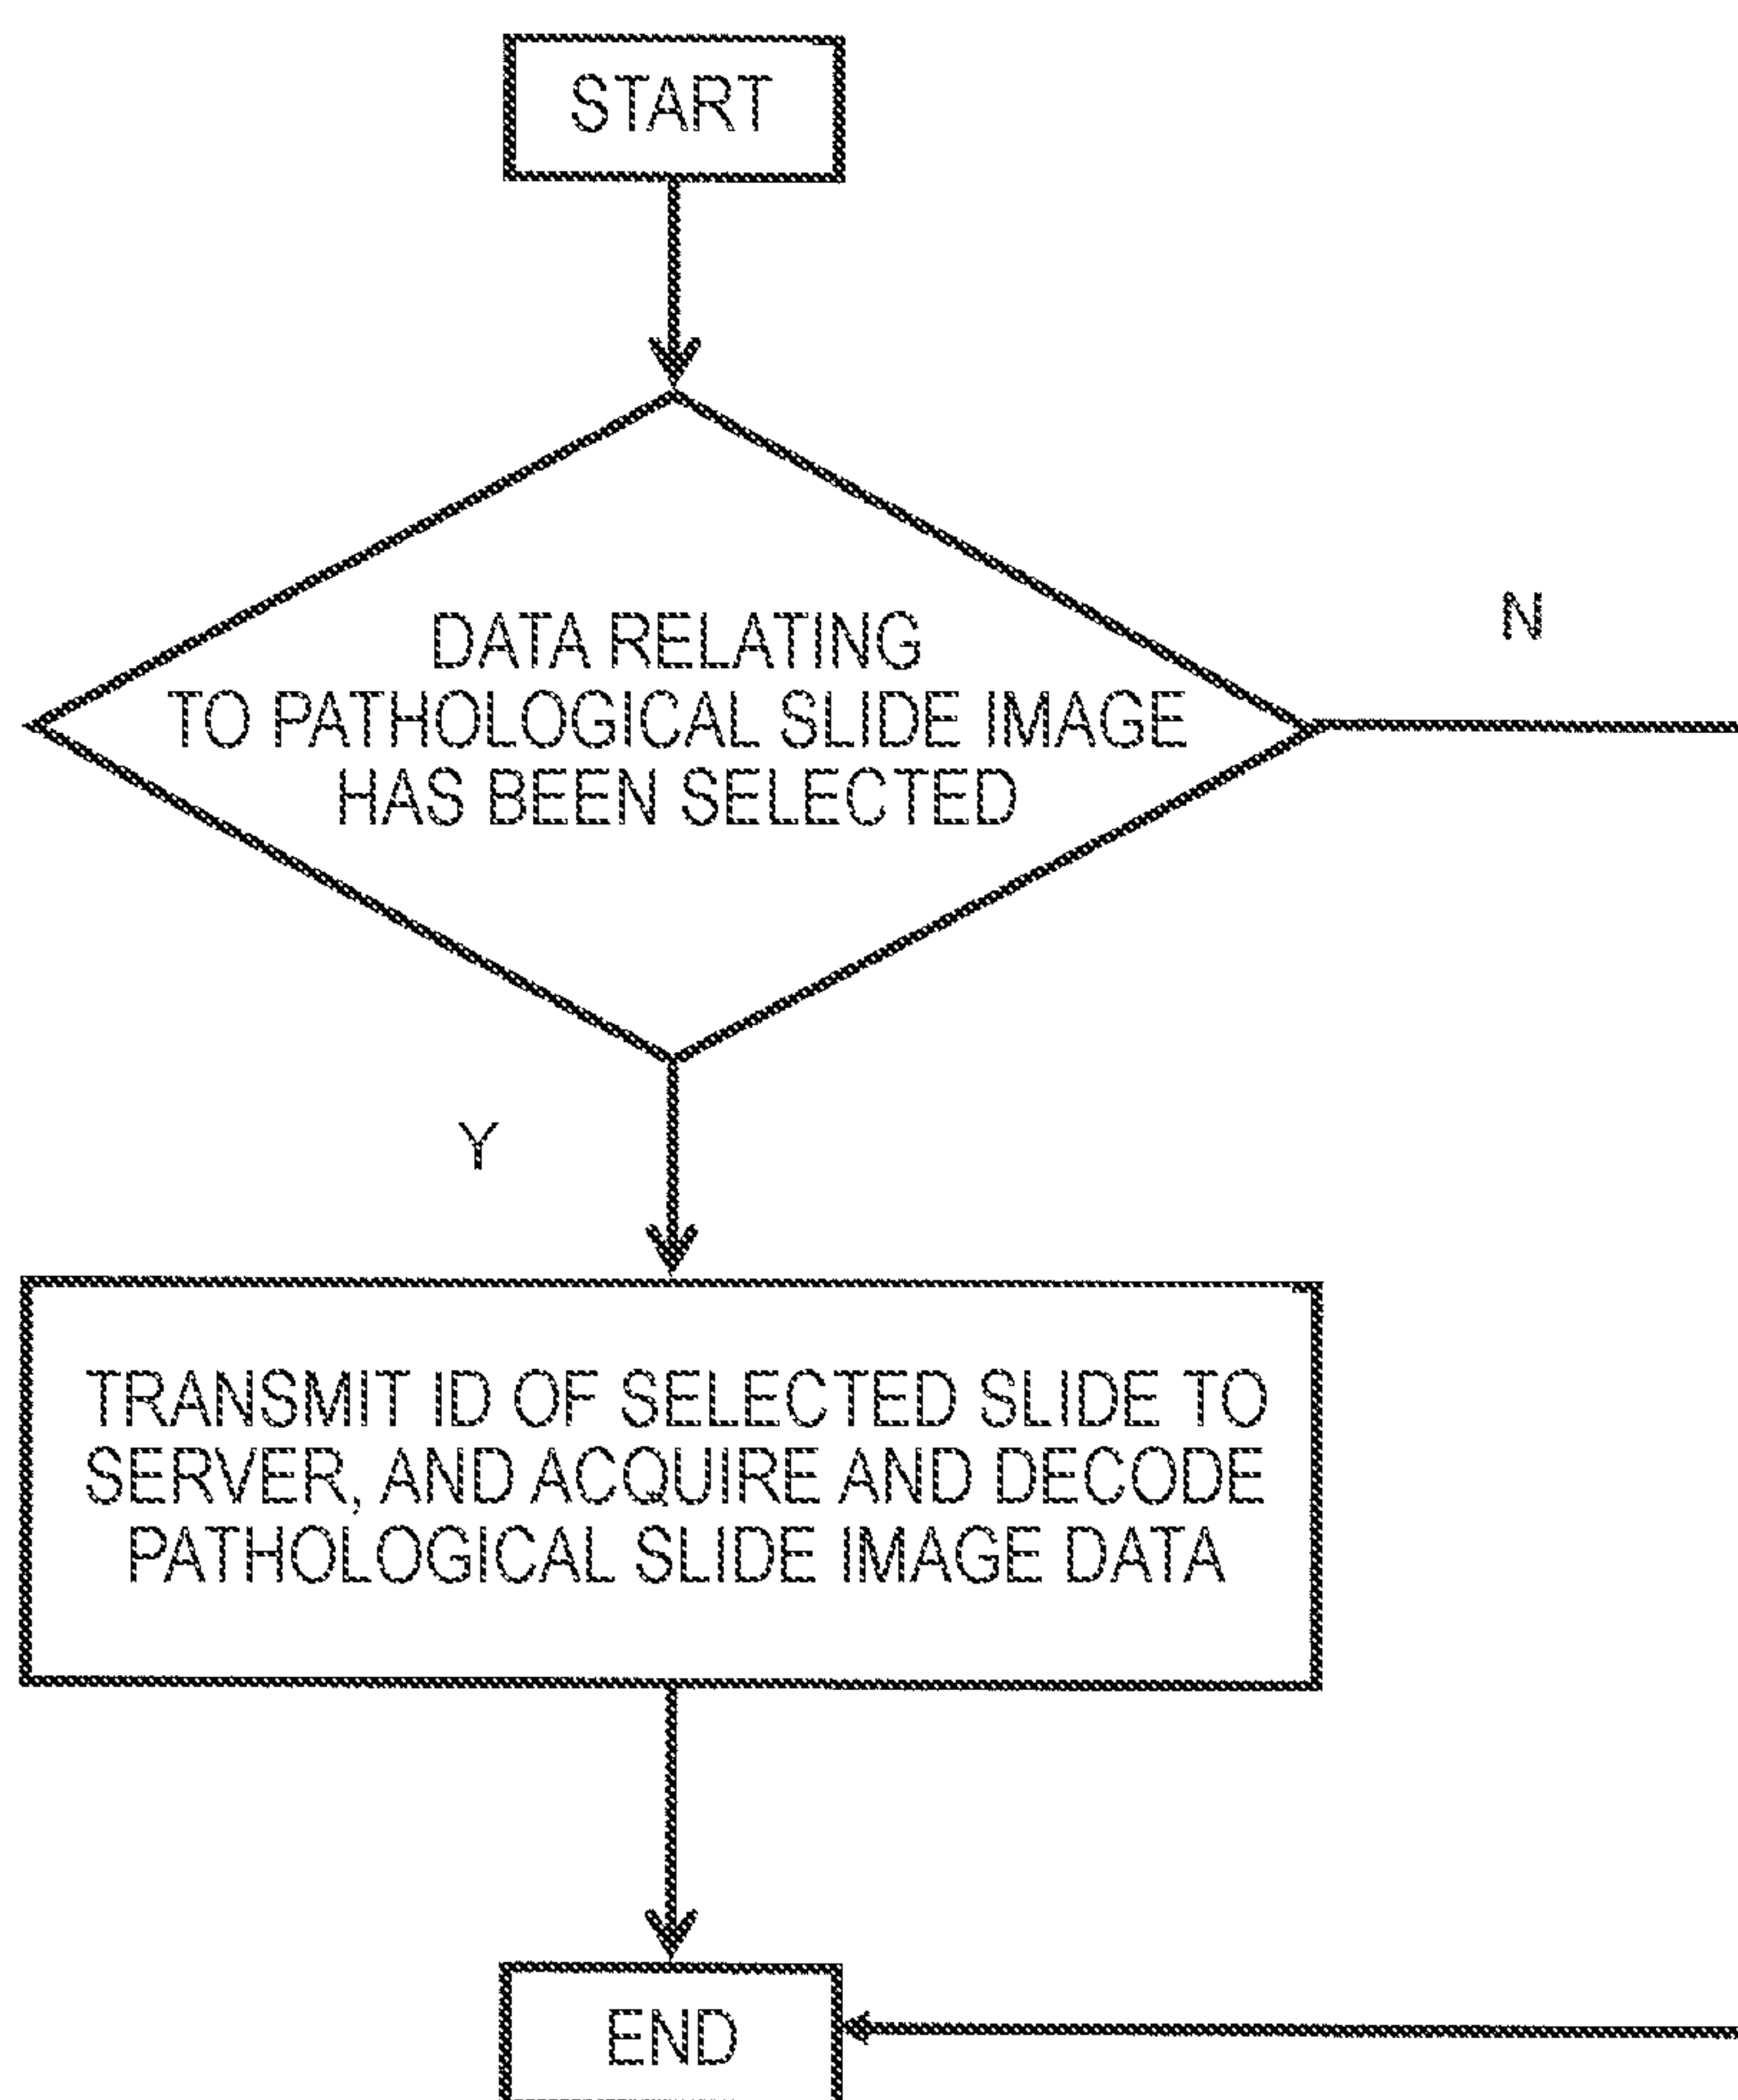 START
DATA RELATING
TO PATHOLOGICAL SLIDE IMAGE
HAS BEEN SELECTED
N
Y
TRANSMIT ID OF SELECTED SLIDE TO
SERVER, AND ACQUIRE AND DECODE
PATHOLOGICAL SLIDE IMAGE DATA
END